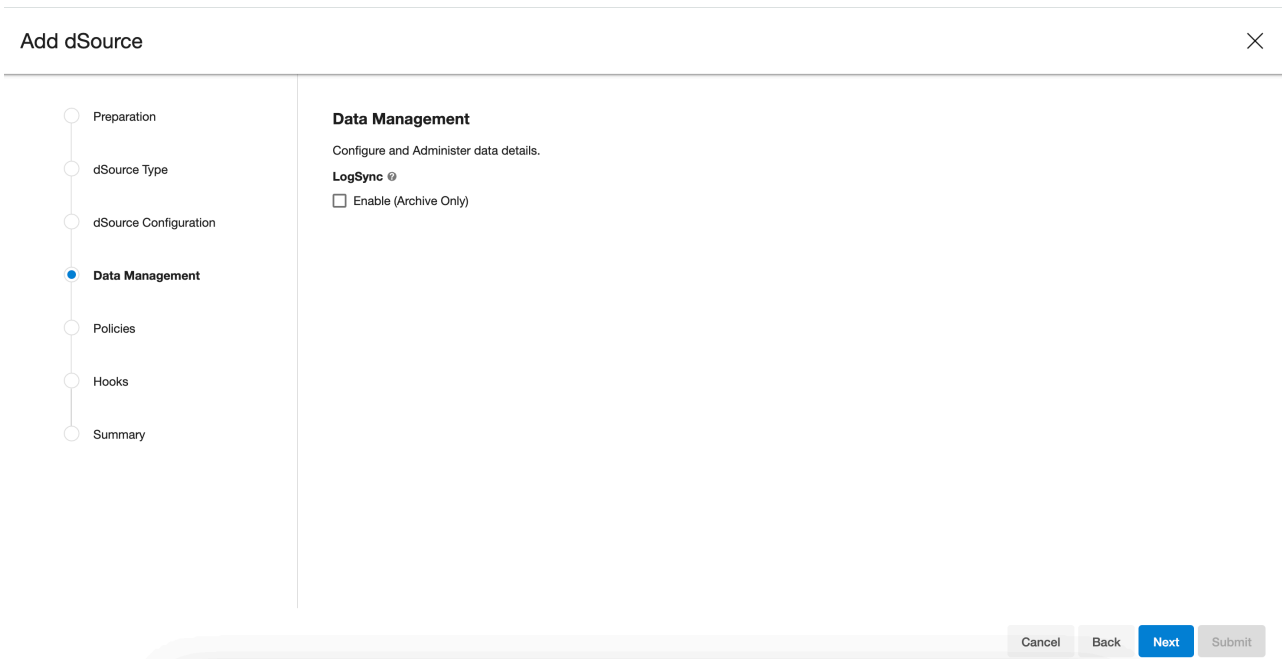 Add dSource
Preparation
dSource Type
dSource Configuration
Data Management
Policies
Hooks
Summary
Data Management
Configure and Administer data details.
LogSync
Enable (Archive Only)
Cancel
Back
Next
Submit